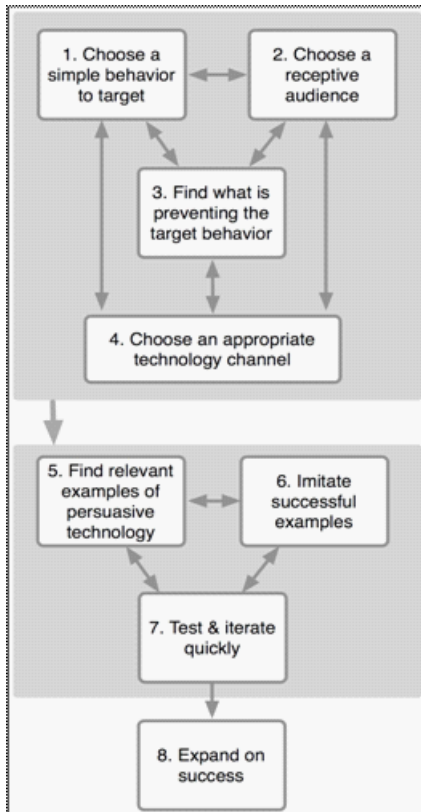 1. Choose a
simple behavior
to target
2. Choose a
receptive
audience
3. Find what is
preventing the
target behavior
4. Choose an appropriate
technology channel
5. Find relevant
examples of
persuasive
technology
6. Imitate
successful
examples
7. Test & iterate
quickly
8. Expand on
success